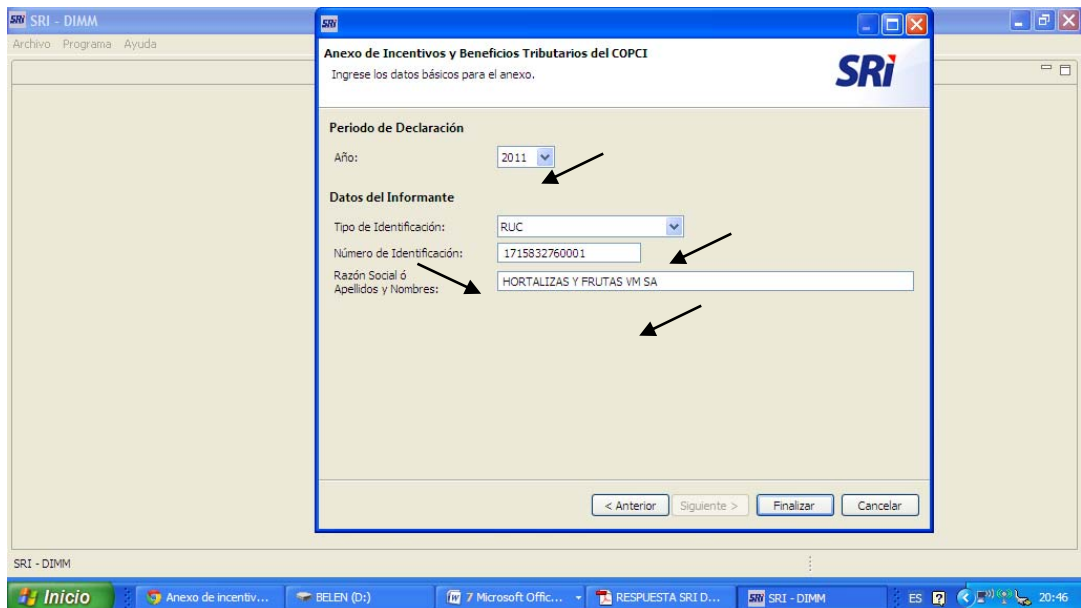 SRI - DIMM
Archivo Programa Ayuda
Anexo de Incentivos y Beneficios Tributarios del COPCI
Ingrese los datos básicos para el anexo.
SRi
Periodo de Declaración
Año: 2011
Datos del Informante
Tipo de Identificación: RUC
Número de Identificación: 1715832760001
Razón Social ó
Apellidos y Nombres: HORTALIZAS Y FRUTAS VM SA
< Anterior Siguiente > Finalizar Cancelar
SRI - DIMM
Inicio Anexo de incentiv... BELEN (D:) 7 Microsoft Offic... RESPUESTA SRI D... SRI - DIMM ES 20:46